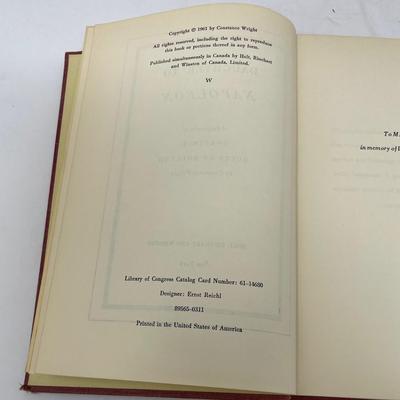 Copyright © 1961 by Constance Wright
All rights reserved, including the right to reproduce
this book or portions thereof in any form.
Published simultaneously in Canada by Holt, Rinehart
and Winston of Canada, Limited.
W
NAPOLEON
Library of Congress Catalog Card Number: 61-14680
Designer: Ernst Reichl
89565-0311
Printed in the United States of America
To M.
in memory of